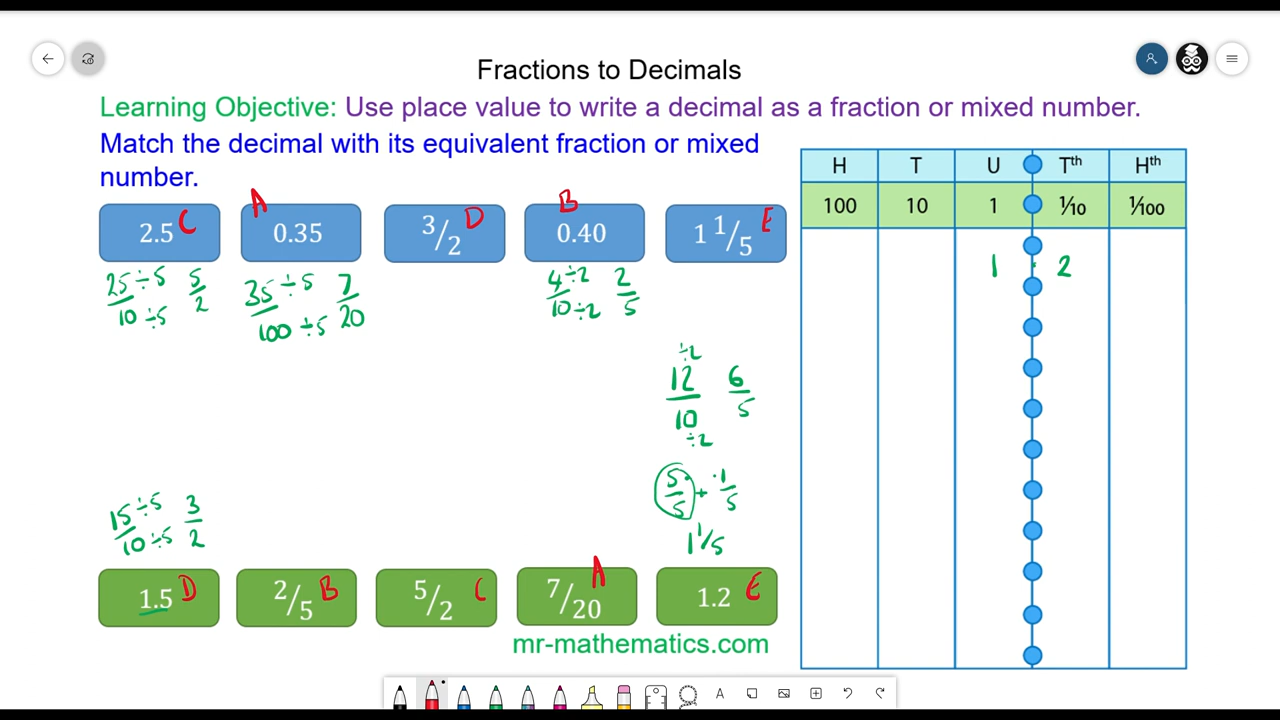 Fractions to Decimals
Learning Objective: Use place value to write a decimal as a fraction or mixed number.
Match the decimal with its equivalent fraction or mixed
number.
2.5 C
A 0.35
3/2 D
B 0.40
1 1/5 E
25 ÷5 5
10 ÷5 2
35 ÷5 7
100 ÷5 20
4 ÷2 2
10 ÷2 5
÷2
12 6
10 5
÷2
5/5 + 1/5
1 1/5
15 ÷5 3
10 ÷5 2
1.5 D
2/5 B
5/2 C
7/20 A
1.2 E
mr-mathematics.com
H T U Tth Hth
100 10 1 1/10 1/100
1 . 2
A